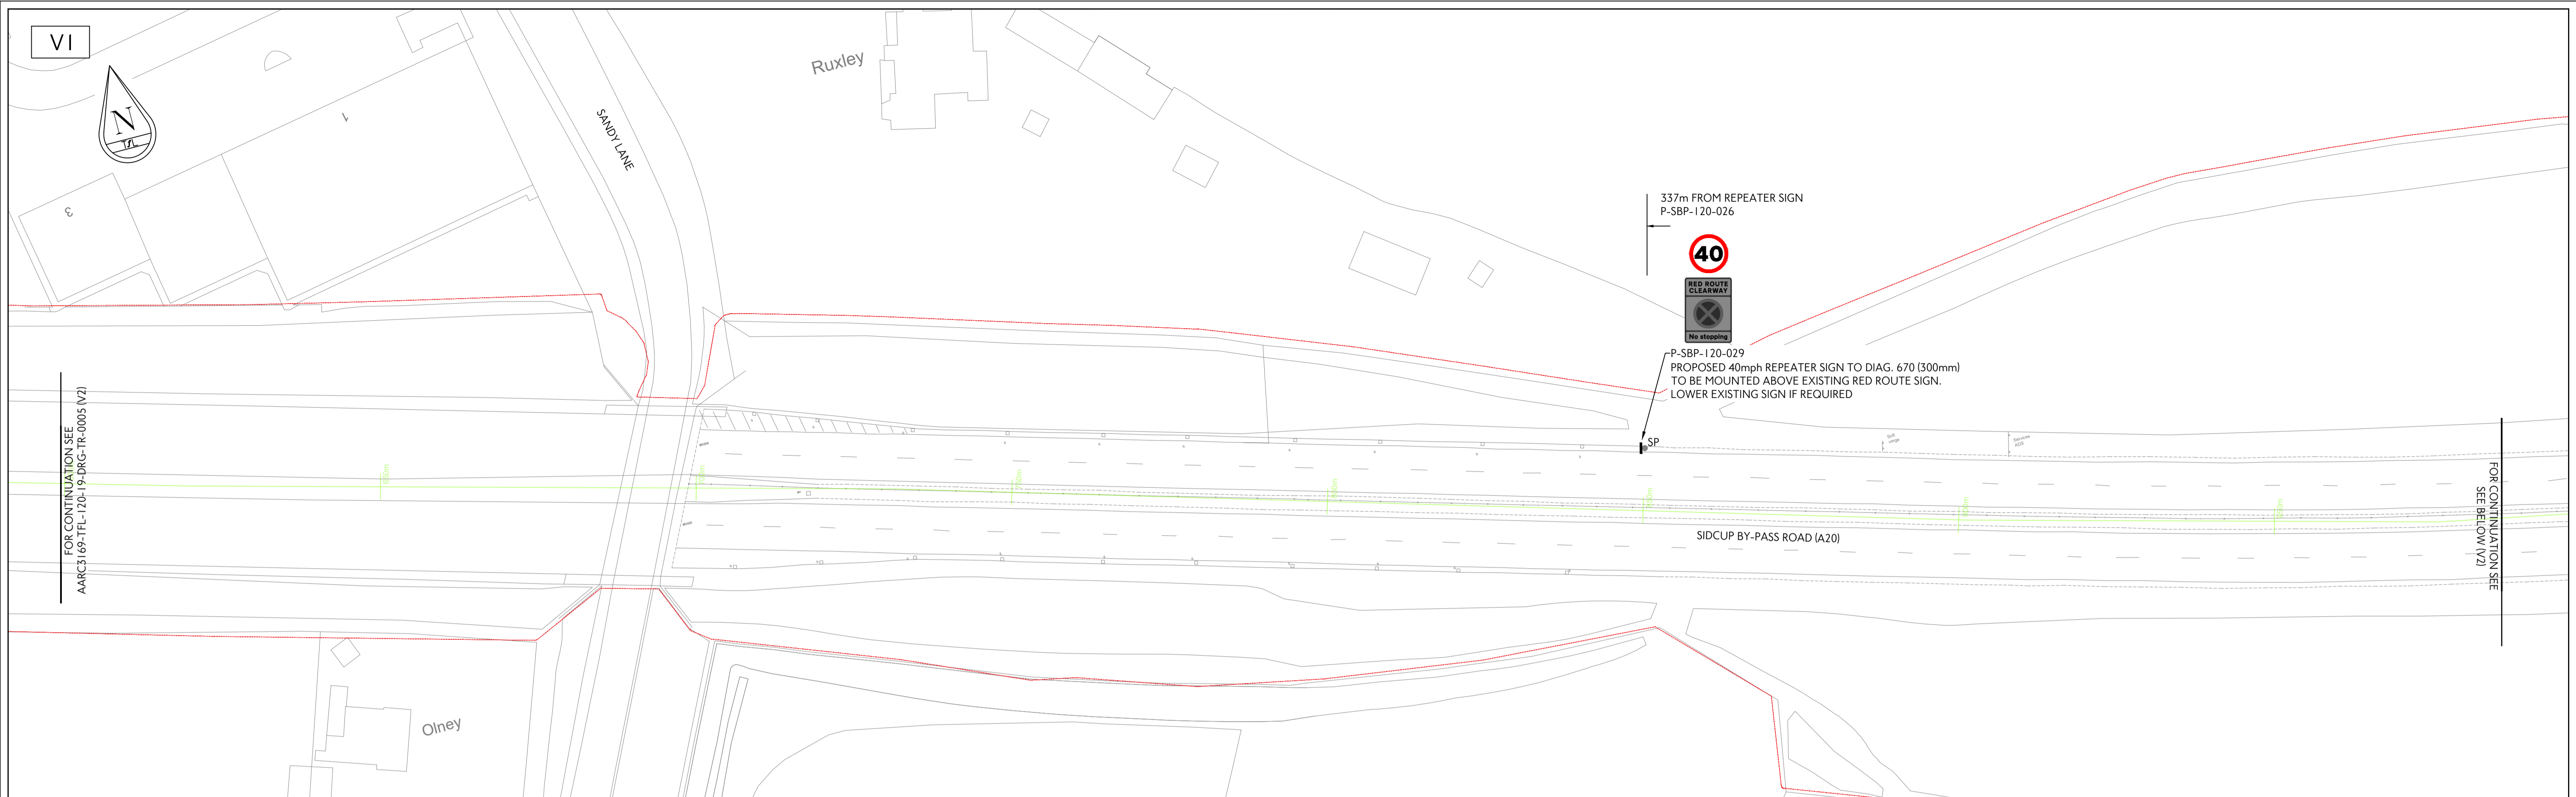 V1
N
TfL
Ruxley
SANDY LANE
1
3
337m FROM REPEATER SIGN
P-SBP-120-026
40
RED ROUTE
CLEARWAY
No stopping
P-SBP-120-029
PROPOSED 40mph REPEATER SIGN TO DIAG. 670 (300mm)
TO BE MOUNTED ABOVE EXISTING RED ROUTE SIGN.
LOWER EXISTING SIGN IF REQUIRED
SP
FOR CONTINUATION SEE
AARC3169-TFL-120-19-DRG-TR-0005 (V2)
SIDCUP BY-PASS ROAD (A20)
FOR CONTINUATION SEE
SEE BELOW (V2)
Olney